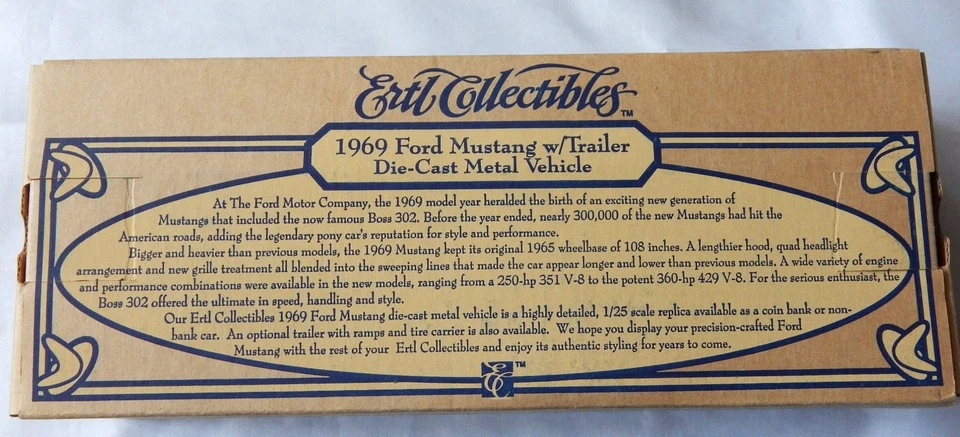 Ertl Collectibles™
1969 Ford Mustang w/Trailer
Die-Cast Metal Vehicle
At The Ford Motor Company, the 1969 model year heralded the birth of an exciting new generation of
Mustangs that included the now famous Boss 302. Before the year ended, nearly 300,000 of the new Mustangs had hit the
American roads, adding the legendary pony car's reputation for style and performance.
Bigger and heavier than previous models, the 1969 Mustang kept its original 1965 wheelbase of 108 inches. A lengthier hood, quad headlight
arrangement and new grille treatment all blended into the sweeping lines that made the car appear longer and lower than previous models. A wide variety of engine
and performance combinations were available in the new models, ranging from a 250-hp 351 V-8 to the potent 360-hp 429 V-8. For the serious enthusiast, the
Boss 302 offered the ultimate in speed, handling and style.
Our Ertl Collectibles 1969 Ford Mustang die-cast metal vehicle is a highly detailed, 1/25 scale replica available as a coin bank or non-
bank car. An optional trailer with ramps and tire carrier is also available. We hope you display your precision-crafted Ford
Mustang with the rest of your Ertl Collectibles and enjoy its authentic styling for years to come.
EC™